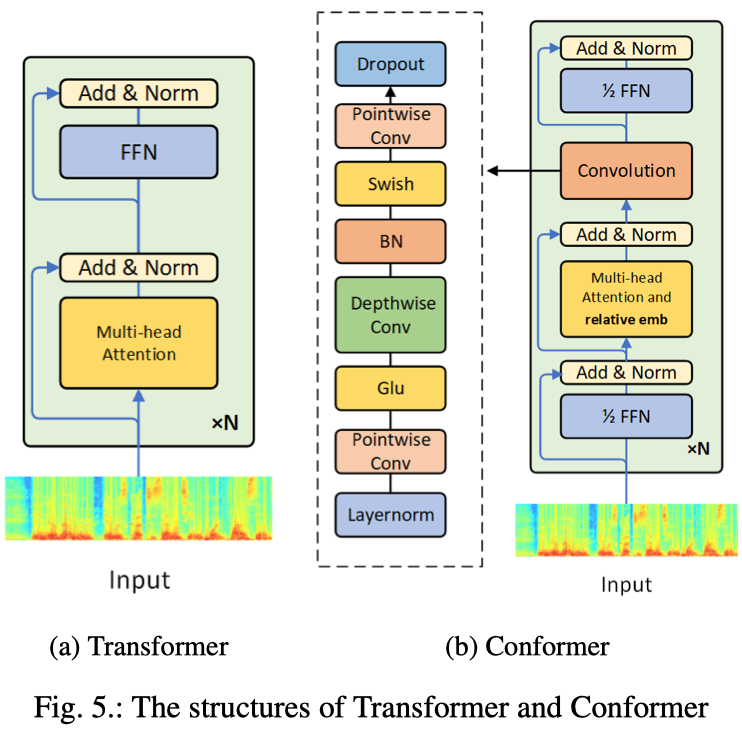 Add & Norm
FFN
Add & Norm
Multi-head
Attention
×N
Input
(a) Transformer
Dropout
Pointwise
Conv
Swish
BN
Depthwise
Conv
Glu
Pointwise
Conv
Layernorm
Add & Norm
½ FFN
Convolution
Add & Norm
Multi-head
Attention and
relative emb
Add & Norm
½ FFN
×N
Input
(b) Conformer
Fig. 5.: The structures of Transformer and Conformer